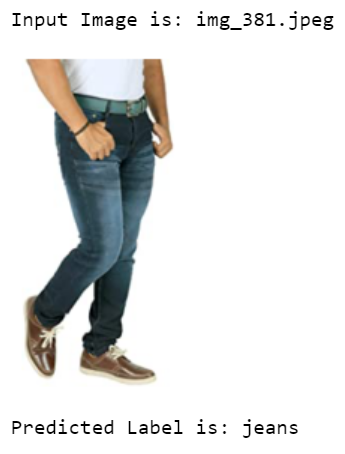 Input Image is: img_381.jpeg
Predicted Label is: jeans